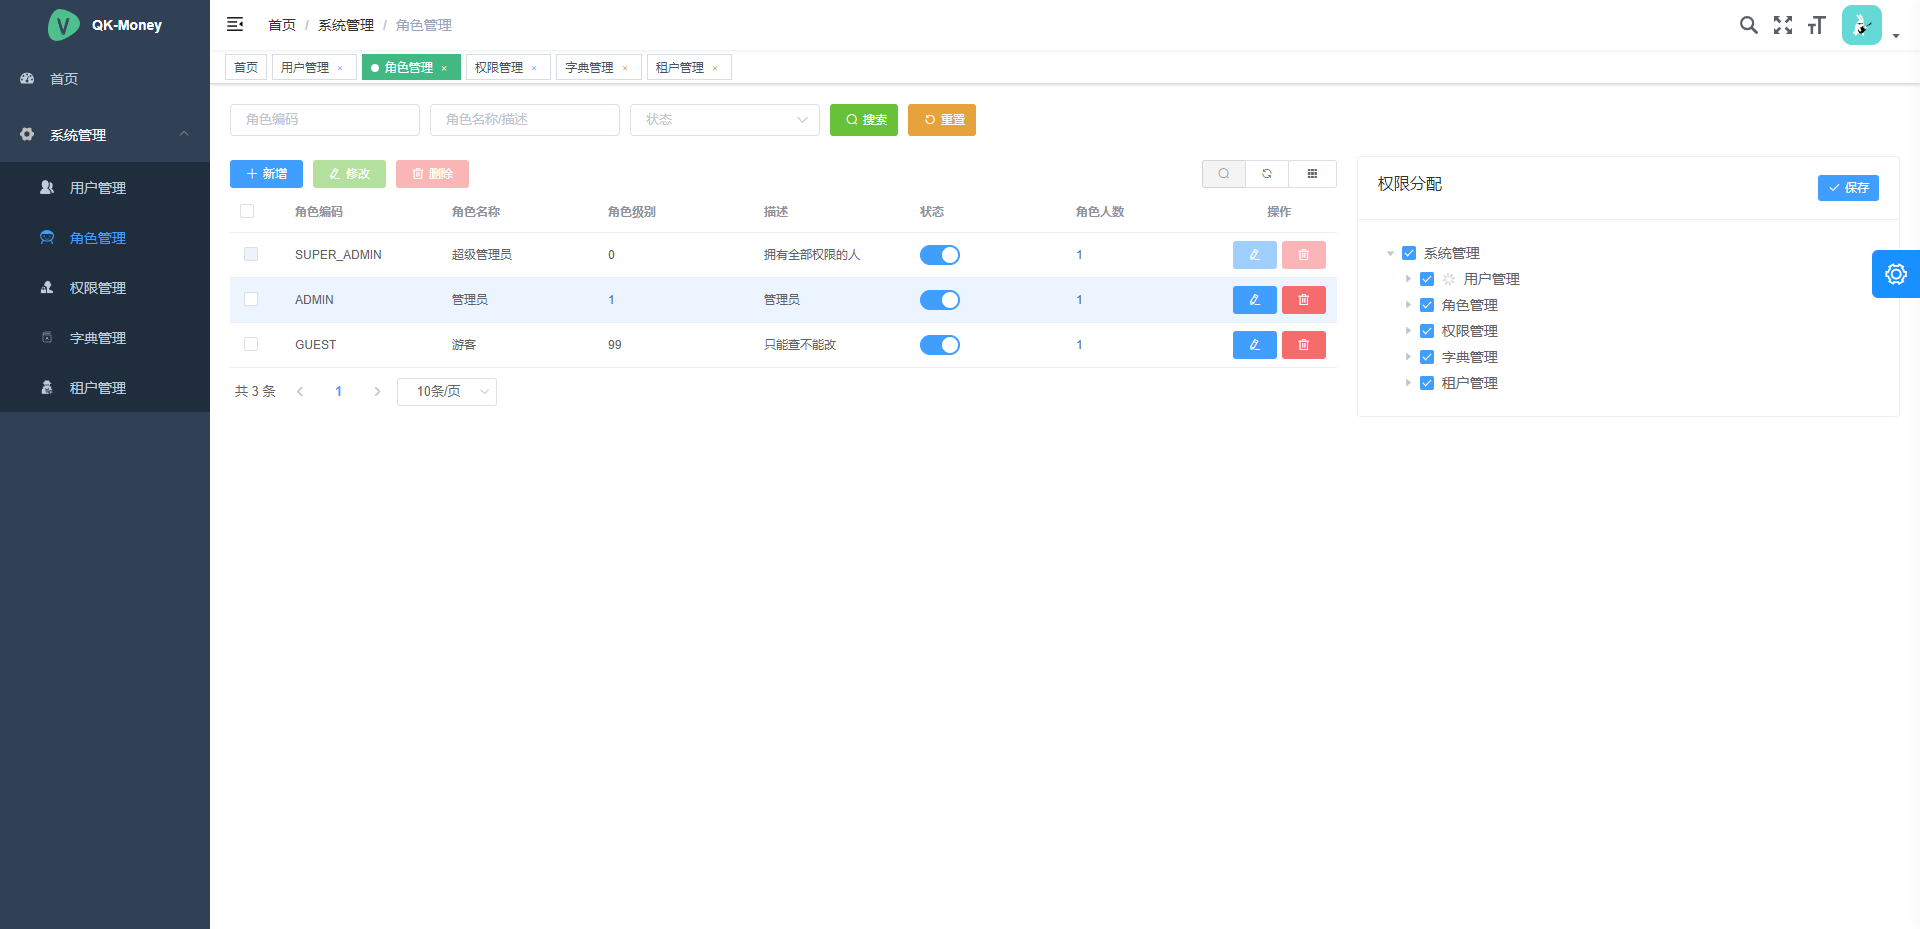 QK-Money
首页 / 系统管理 / 角色管理
首页
系统管理
用户管理
角色管理
权限管理
字典管理
租户管理
首页 用户管理 × 角色管理 × 权限管理 × 字典管理 × 租户管理 ×
角色编码 角色名称/描述 状态 搜索 重置
新增 修改 删除
角色编码 角色名称 角色级别 描述 状态 角色人数 操作
SUPER_ADMIN 超级管理员 0 拥有全部权限的人 1
ADMIN 管理员 1 管理员 1
GUEST 游客 99 只能查不能改 1
共 3 条 1 10条/页
权限分配 保存
系统管理
用户管理
角色管理
权限管理
字典管理
租户管理